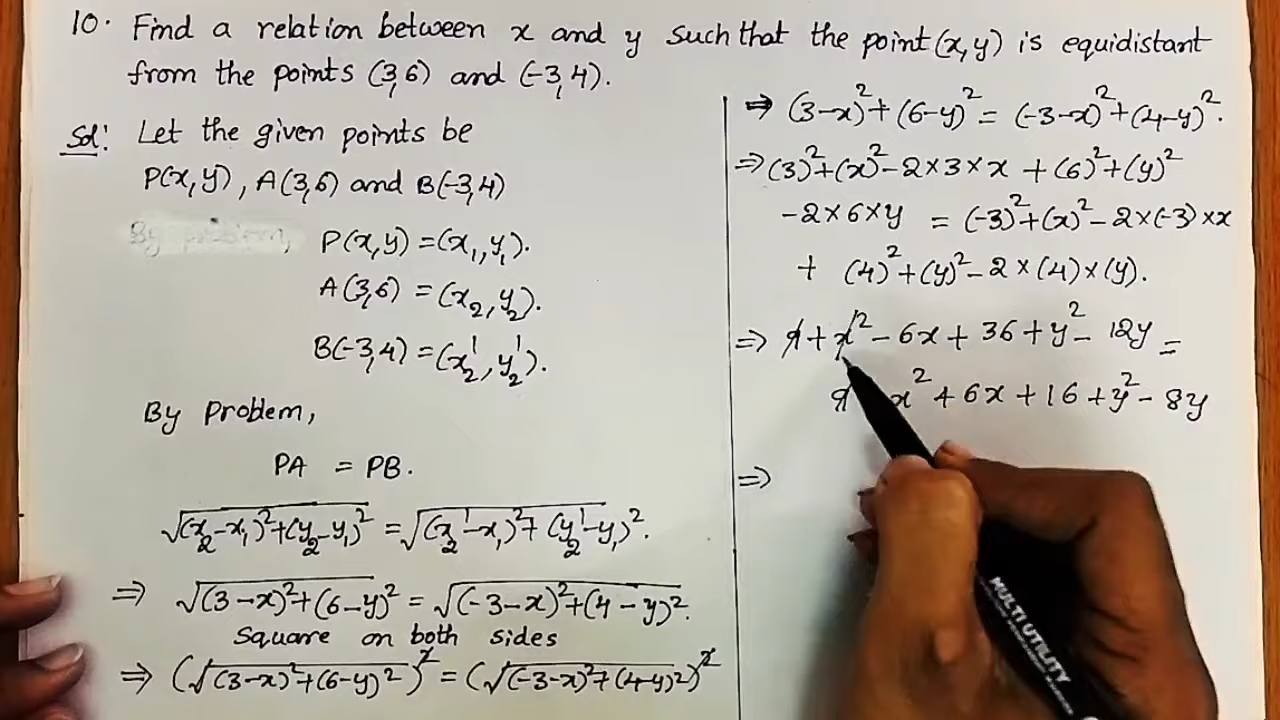 10. Find a relation between x and y such that the point (x, y) is equidistant
from the points (3, 6) and (-3, 4).
Sol: Let the given points be
P(x, y), A(3, 6) and B(-3, 4)
By problem, P(x, y) = (x₁, y₁).
A(3, 6) = (x₂, y₂).
B(-3, 4) = (x₂', y₂').
By Problem,
PA = PB.
√(x₂-x₁)²+(y₂-y₁)² = √(x₂'-x₁)²+(y₂'-y₁)².
⇒ √(3-x)²+(6-y)² = √(-3-x)²+(4-y)².
Square on both sides
⇒ (√(3-x)²+(6-y)²)² = (√(-3-x)²+(4-y)²)²
⇒ (3-x)²+(6-y)² = (-3-x)²+(4-y)².
⇒ (3)²+(x)²-2×3×x + (6)²+(y)²
-2×6×y = (-3)²+(x)²-2×(-3)×x
+ (4)²+(y)²-2×(4)×(y).
⇒ 9+x²-6x+36+y²-12y =
9 x²+6x+16+y²-8y
⇒
MULTI UTILITY